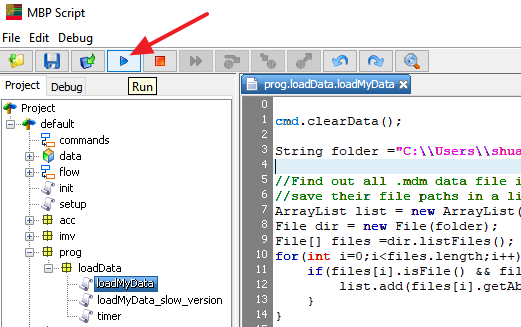 MBP Script
File Edit Debug
Run
Project Debug
Project
default
commands
data
flow
init
setup
acc
imv
prog
loadData
loadMyData
loadMyData_slow_version
timer
prog.loadData.loadMyData
0
1 cmd.clearData();
2
3 String folder ="C:\\Users\\shua
4
5 //Find out all .mdm data file i
6 //save their file paths in a li
7 ArrayList list = new ArrayList(
8 File dir = new File(folder);
9 File[] files =dir.listFiles();
10 for(int i=0;i<files.length;i++)
11 if(files[i].isFile() && fil
12 list.add(files[i].getAb
13 }
14 }